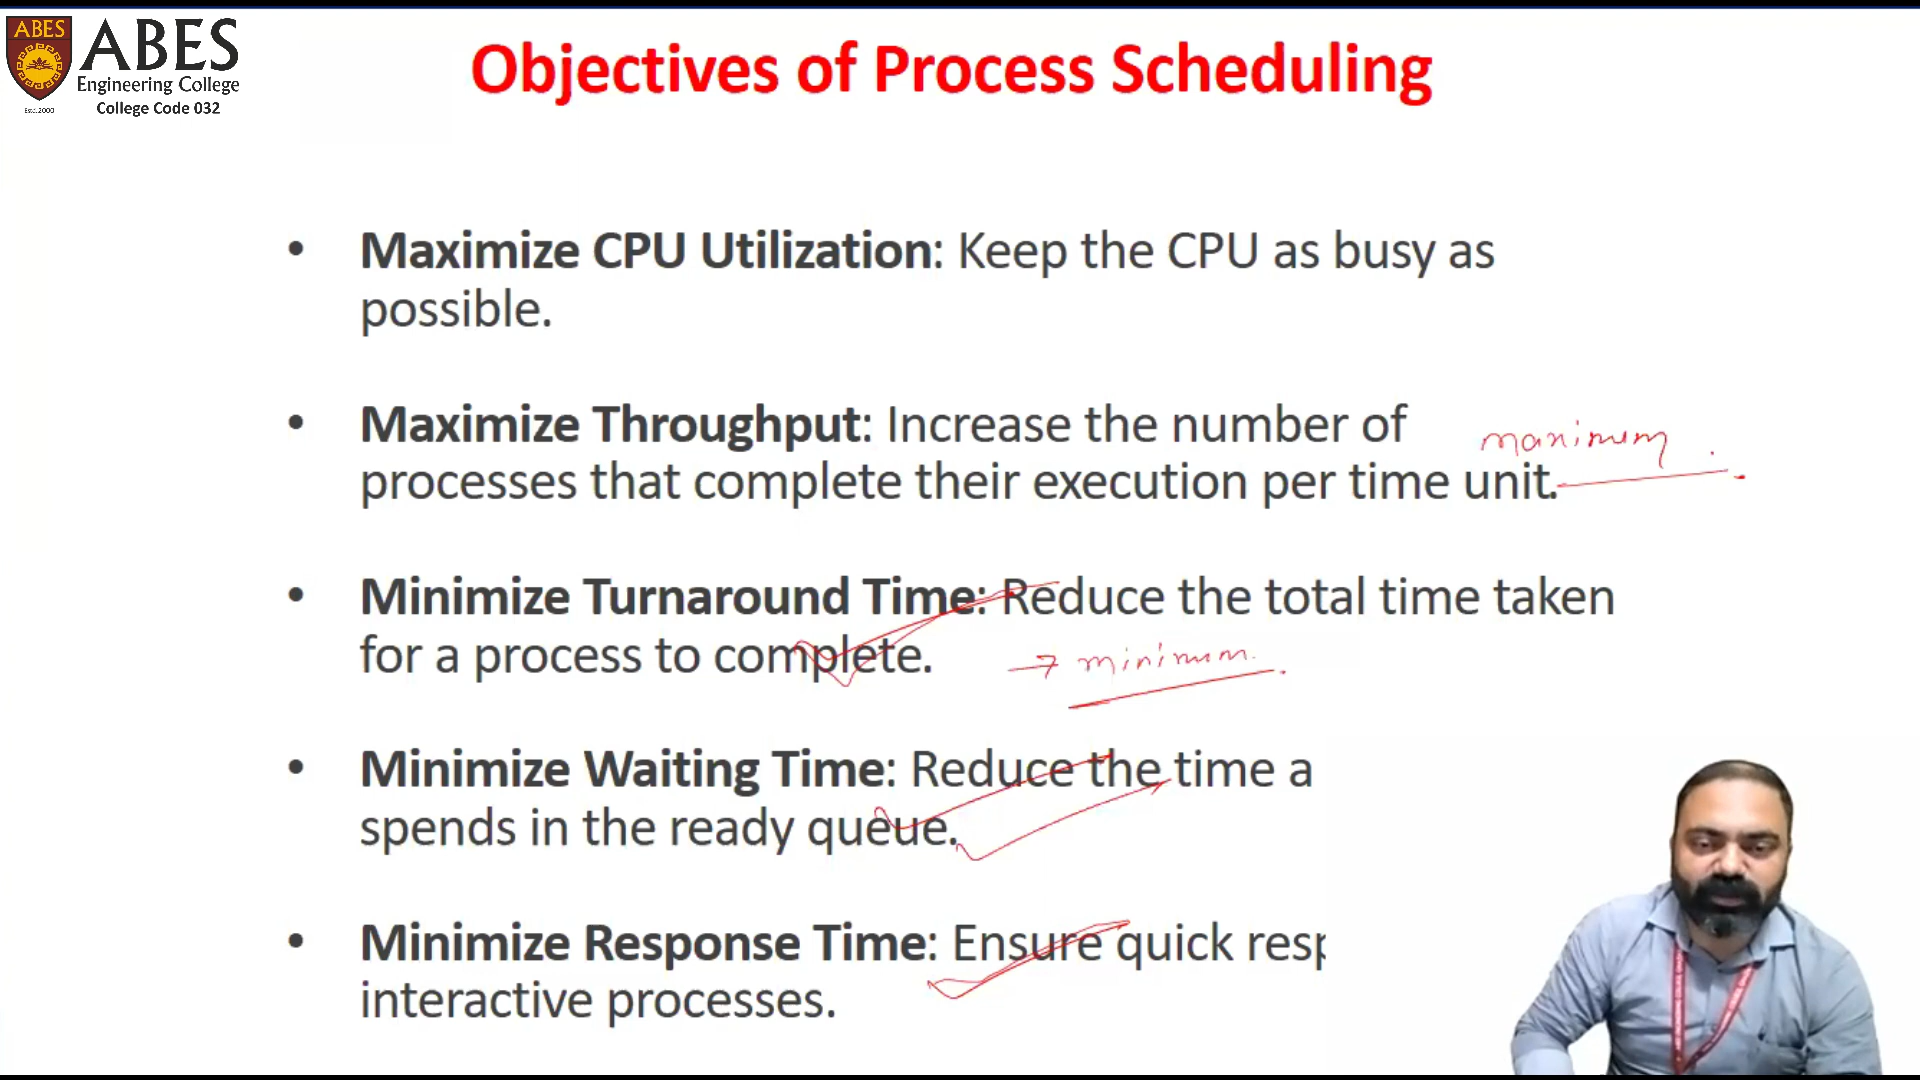 ABES
ABES
Engineering College
College Code 032
Estd. 2000
Objectives of Process Scheduling
• Maximize CPU Utilization: Keep the CPU as busy as
possible.
• Maximize Throughput: Increase the number of
maximum
processes that complete their execution per time unit.
• Minimize Turnaround Time: Reduce the total time taken
for a process to complete. → minimum
• Minimize Waiting Time: Reduce the time a
spends in the ready queue.
• Minimize Response Time: Ensure quick resp
interactive processes.